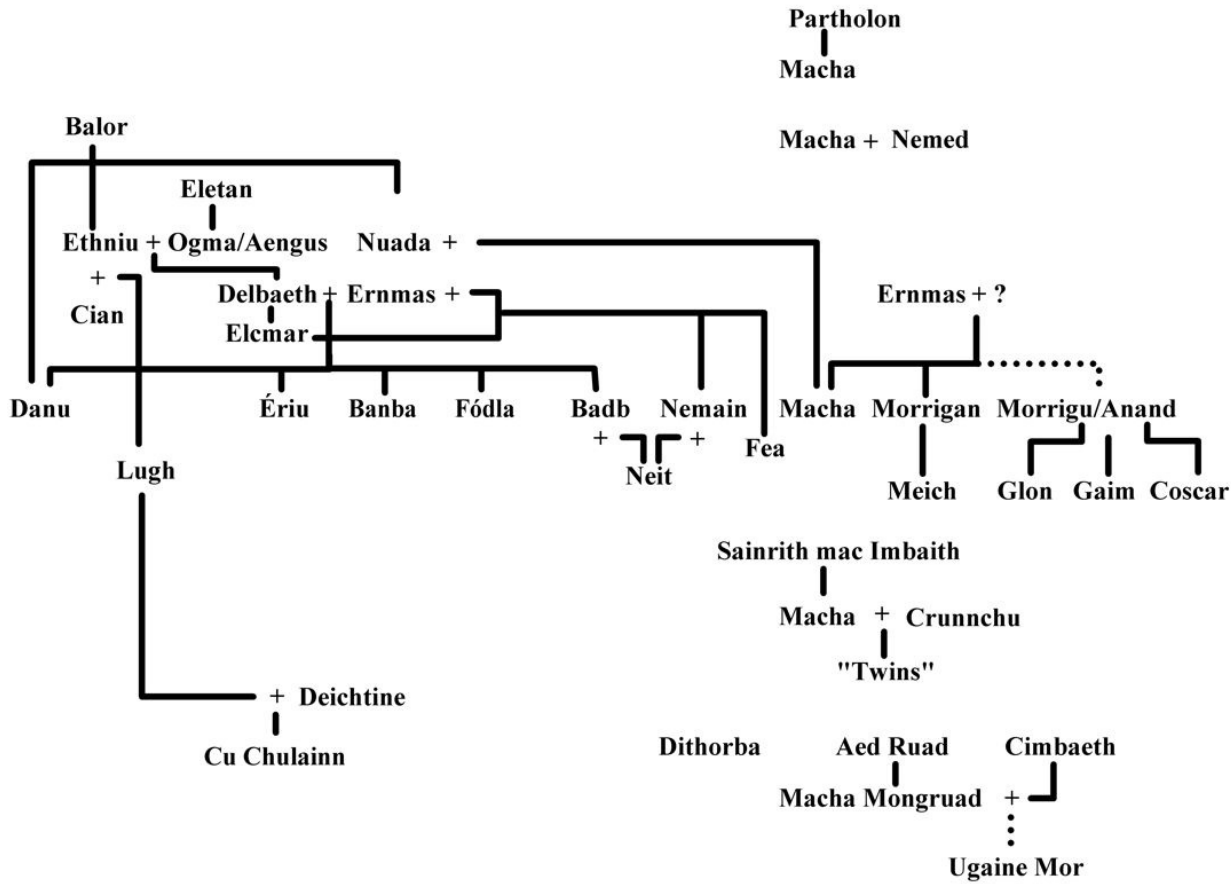 Partholon
Macha
Balor
Macha + Nemed
Eletan
Ethniu + Ogma/Aengus Nuada +
+
Delbaeth + Ernmas +
Ernmas + ?
Cian
Elcmar
Danu Ériu Banba Fódla Badb Nemain Macha Morrigan Morrigu/Anand
+ +
Fea
Lugh
Neit
Meich Glon Gaim Coscar
Sainrith mac Imbaith
Macha + Crunnchu
"Twins"
+ Deichtine
Cu Chulainn
Dithorba Aed Ruad Cimbaeth
Macha Mongruad +
Ugaine Mor